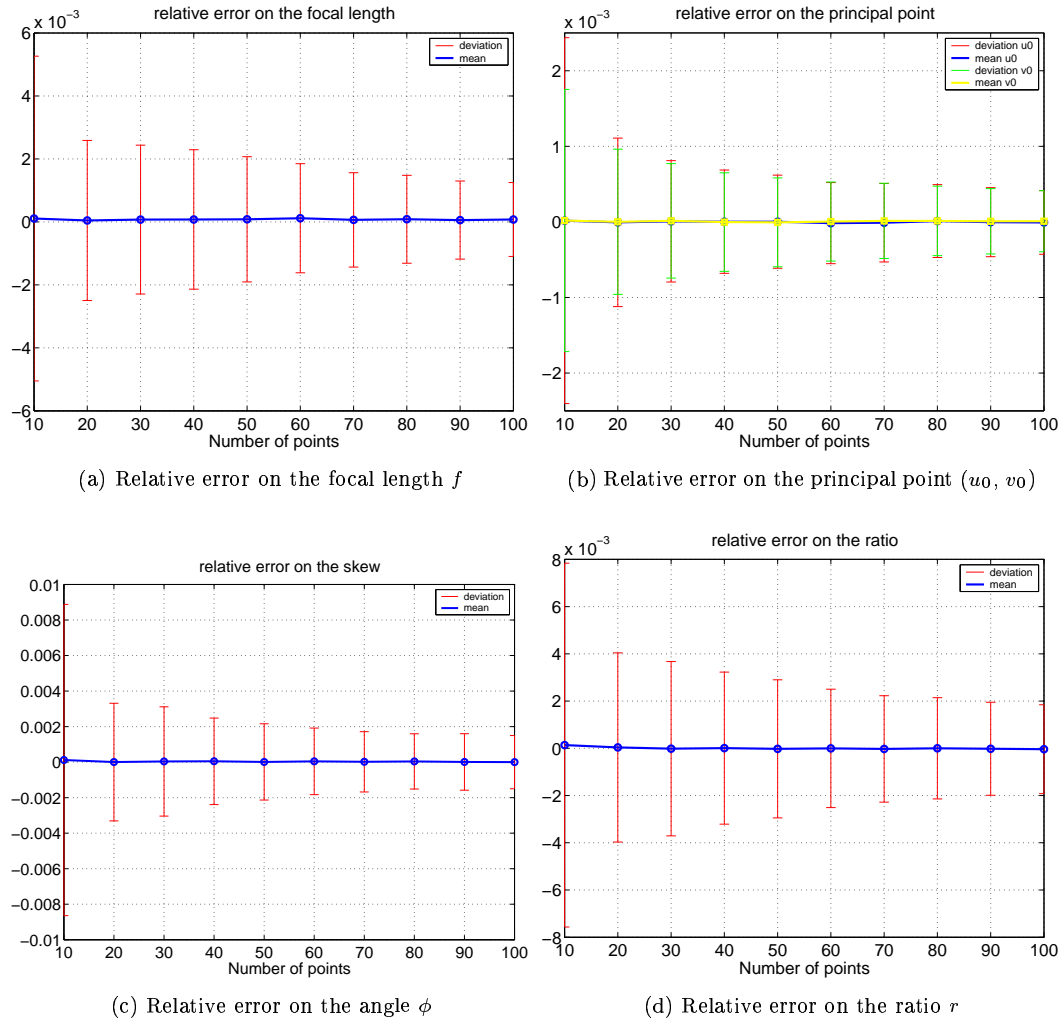 relative error on the focal length
x 10−3
deviation
mean
6
4
2
0
−2
−4
−6
10 20 30 40 50 60 70 80 90 100
Number of points
(a) Relative error on the focal length f
relative error on the principal point
x 10−3
deviation u0
mean u0
deviation v0
mean v0
2
1
0
−1
−2
10 20 30 40 50 60 70 80 90 100
Number of points
(b) Relative error on the principal point (u0, v0)
relative error on the skew
deviation
mean
0.01
0.008
0.006
0.004
0.002
0
−0.002
−0.004
−0.006
−0.008
−0.01
10 20 30 40 50 60 70 80 90 100
Number of points
(c) Relative error on the angle ϕ
relative error on the ratio
x 10−3
deviation
mean
8
6
4
2
0
−2
−4
−6
−8
10 20 30 40 50 60 70 80 90 100
Number of points
(d) Relative error on the ratio r